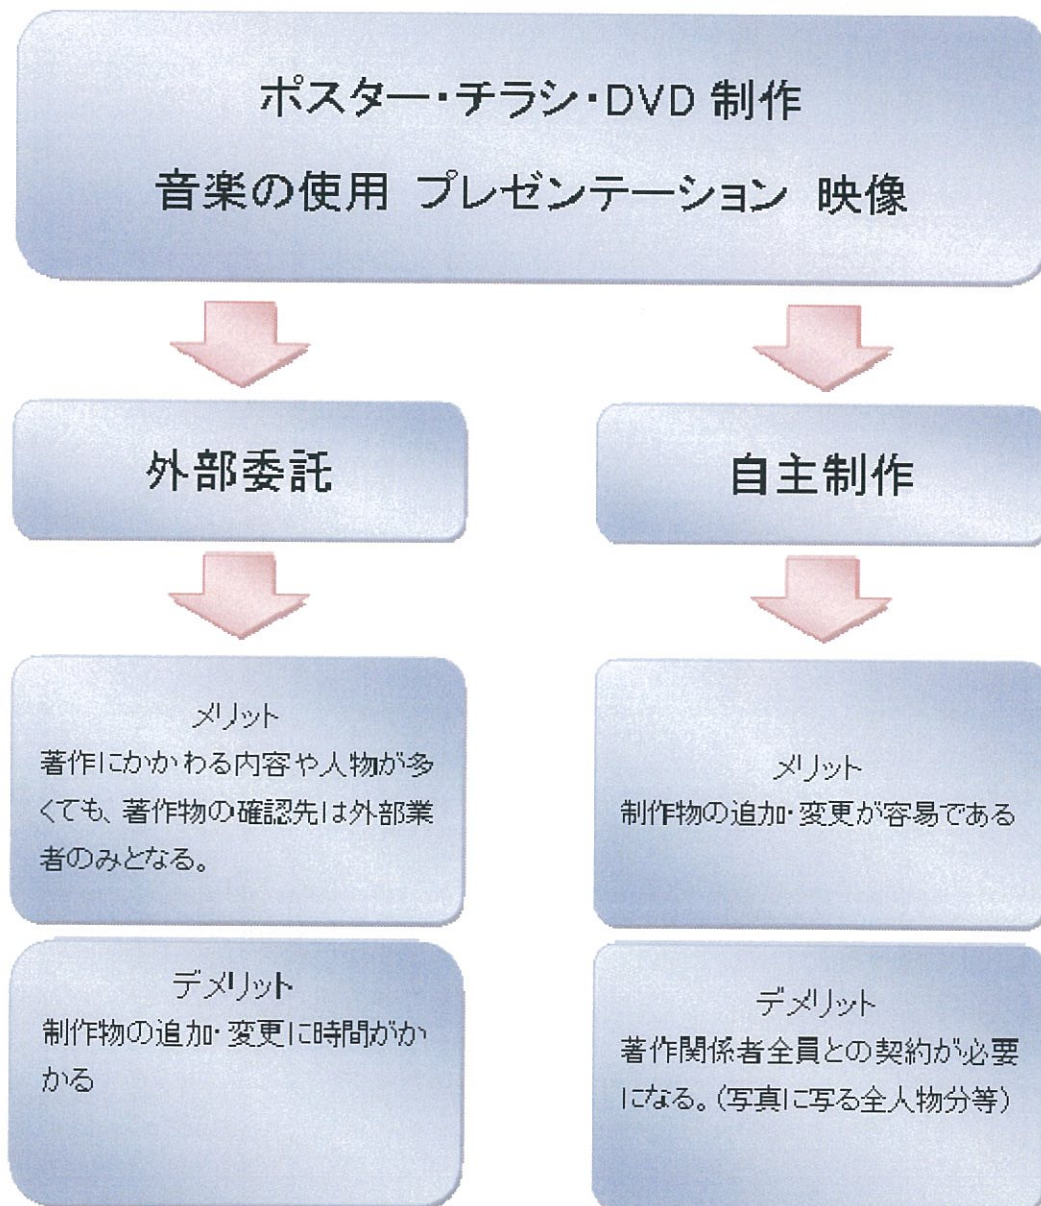 ポスター・チラシ・DVD 制作
音楽の使用 プレゼンテーション 映像
外部委託
自主制作
メリット
著作にかかわる内容や人物が多
くても、著作物の確認先は外部業
者のみとなる。
メリット
制作物の追加・変更が容易である
デメリット
制作物の追加・変更に時間がか
かる
デメリット
著作関係者全員との契約が必要
になる。(写真に写る全人物分等)